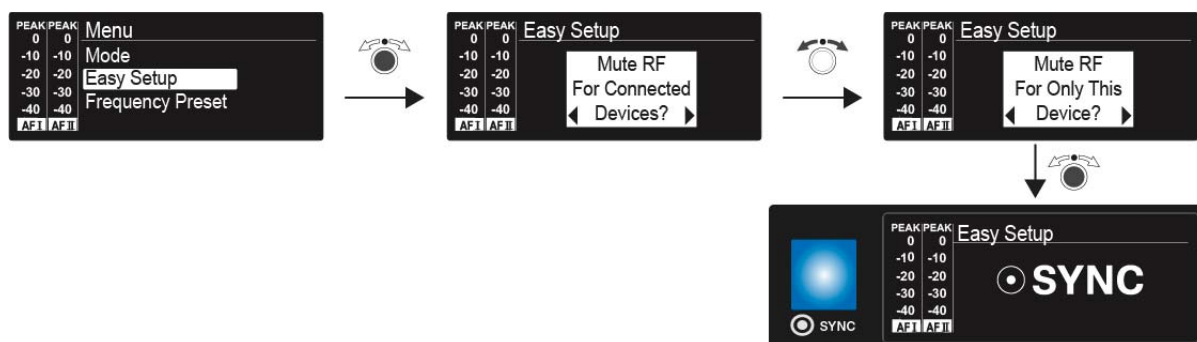 PEAK PEAK Menu
0 0
-10 -10 Mode
-20 -20 Easy Setup
-30 -30 Frequency Preset
-40 -40
AF I AF II
PEAK PEAK Easy Setup
0 0
-10 -10 Mute RF
-20 -20 For Connected
-30 -30 Devices?
-40 -40
AF I AF II
PEAK PEAK Easy Setup
0 0
-10 -10 Mute RF
-20 -20 For Only This
-30 -30 Device?
-40 -40
AF I AF II
PEAK PEAK Easy Setup
0 0
-10 -10
-20 -20 SYNC
-30 -30
-40 -40
AF I AF II
SYNC